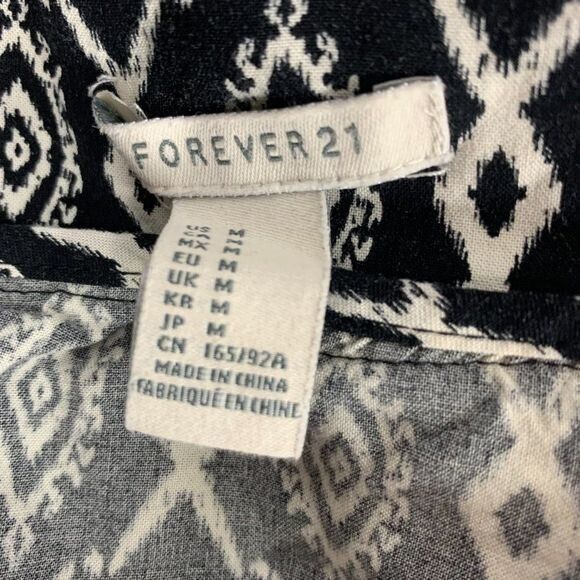 FOREVER 21
EU M
UK M
KR M
JP M
CN 165/92A
MADE IN CHINA
FABRIQUÉ EN CHINE